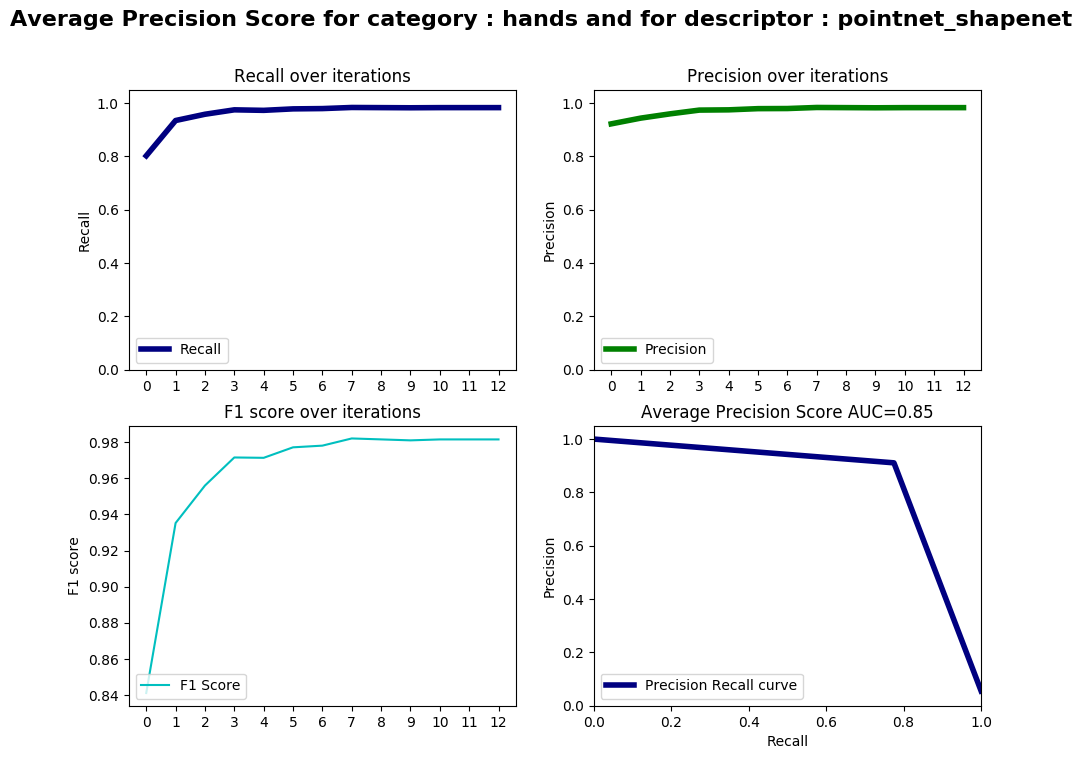 Average Precision Score for category : hands and for descriptor : pointnet_shapenet
Recall over iterations
1.0
0.8
0.6
0.4
0.2
0.0
Recall
Recall
0 1 2 3 4 5 6 7 8 9 10 11 12
Precision over iterations
1.0
0.8
0.6
0.4
0.2
0.0
Precision
Precision
0 1 2 3 4 5 6 7 8 9 10 11 12
F1 score over iterations
0.98
0.96
0.94
0.92
0.90
0.88
0.86
0.84
F1 score
F1 Score
0 1 2 3 4 5 6 7 8 9 10 11 12
Average Precision Score AUC=0.85
1.0
0.8
0.6
0.4
0.2
0.0
Precision
Precision Recall curve
0.0 0.2 0.4 0.6 0.8 1.0
Recall